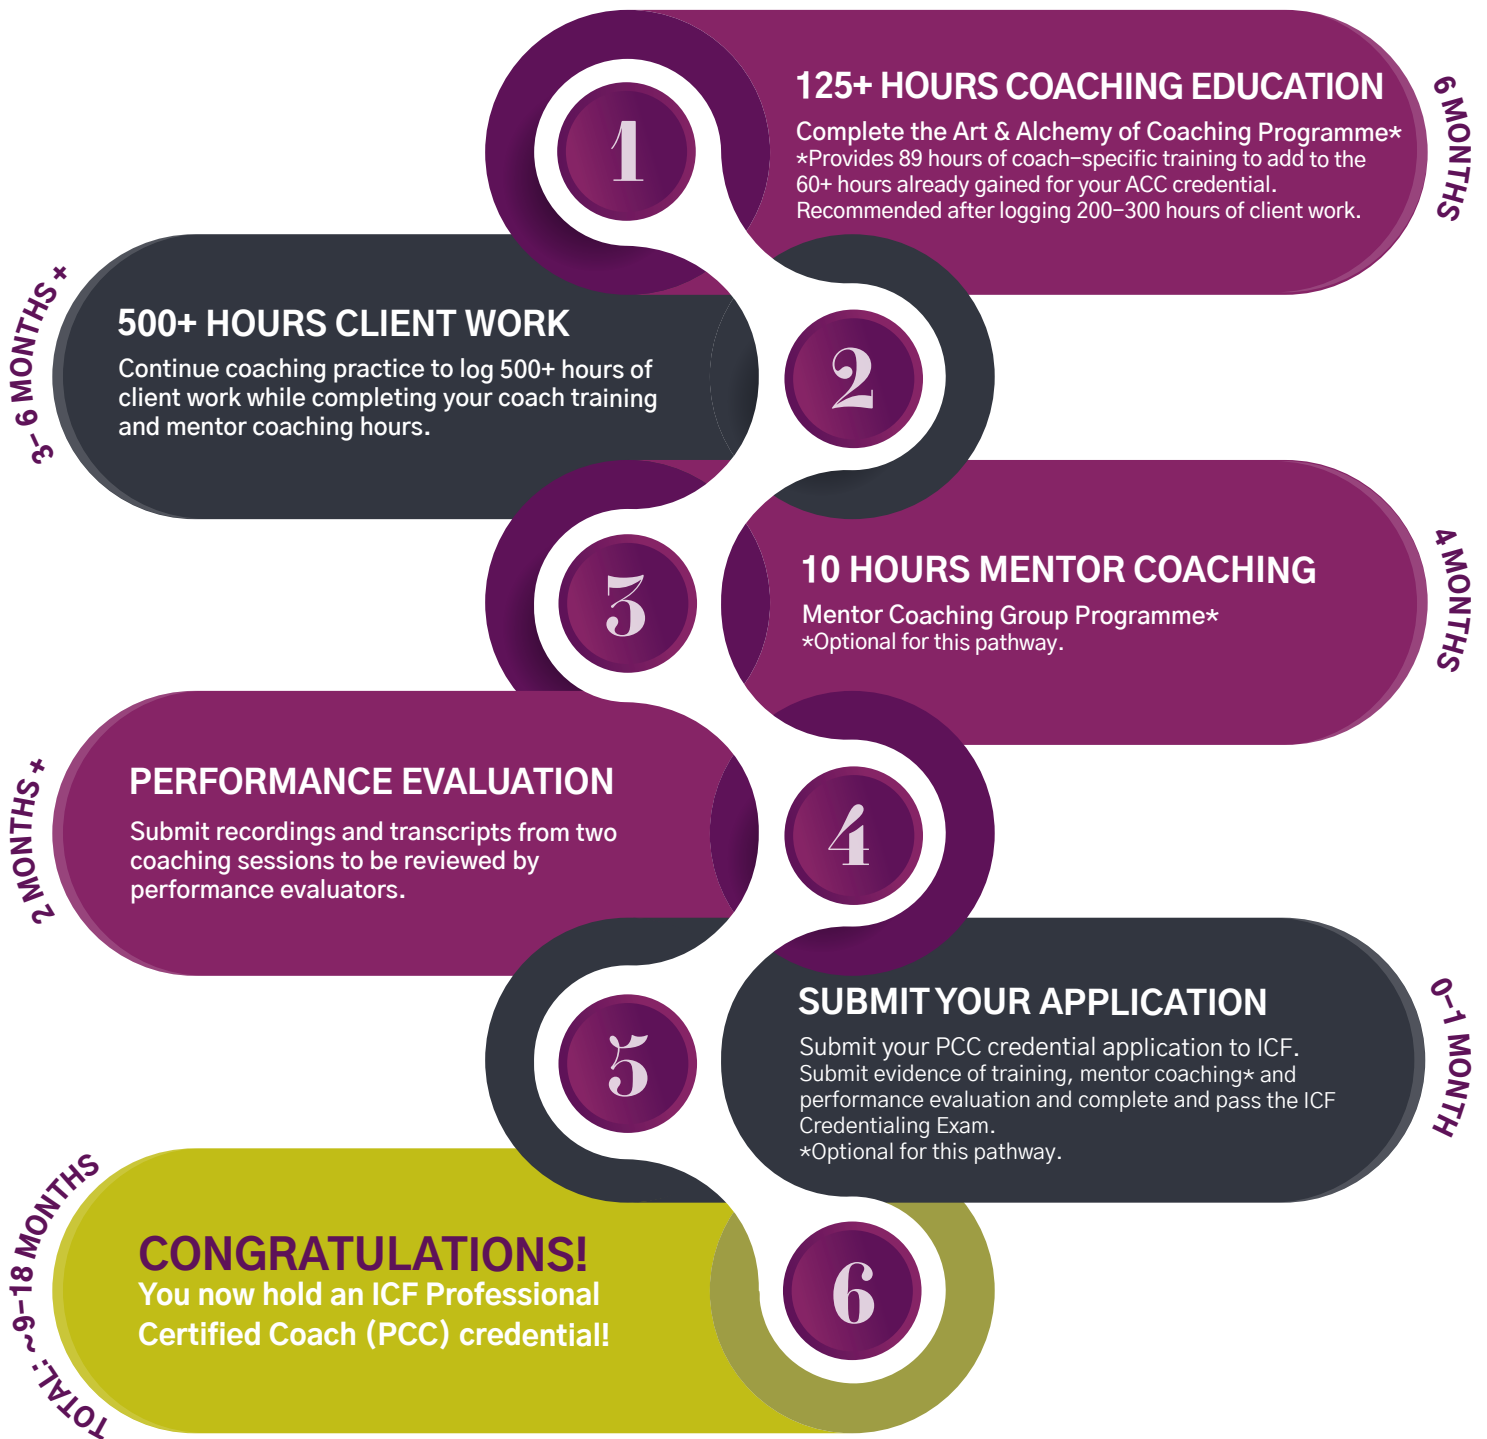 1
125+ HOURS COACHING EDUCATION
Complete the Art & Alchemy of Coaching Programme*
*Provides 89 hours of coach-specific training to add to the
60+ hours already gained for your ACC credential.
Recommended after logging 200-300 hours of client work.
6 MONTHS
3- 6 MONTHS +
500+ HOURS CLIENT WORK
Continue coaching practice to log 500+ hours of
client work while completing your coach training
and mentor coaching hours.
2
3
10 HOURS MENTOR COACHING
Mentor Coaching Group Programme*
*Optional for this pathway.
4 MONTHS
2 MONTHS +
PERFORMANCE EVALUATION
Submit recordings and transcripts from two
coaching sessions to be reviewed by
performance evaluators.
4
5
SUBMIT YOUR APPLICATION
Submit your PCC credential application to ICF.
Submit evidence of training, mentor coaching* and
performance evaluation and complete and pass the ICF
Credentialing Exam.
*Optional for this pathway.
0-1 MONTH
TOTAL: ~9-18 MONTHS
CONGRATULATIONS!
You now hold an ICF Professional
Certified Coach (PCC) credential!
6